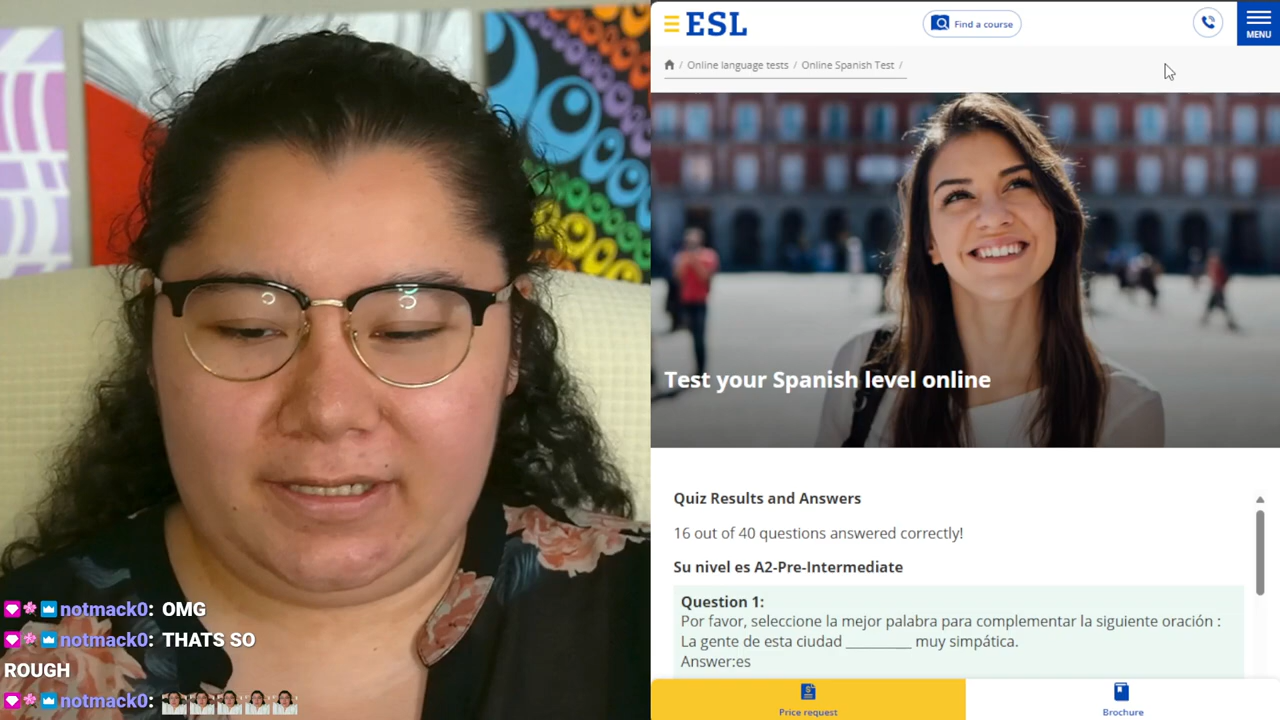 ESL
Find a course
MENU
/ Online language tests / Online Spanish Test /
Test your Spanish level online
Quiz Results and Answers
16 out of 40 questions answered correctly!
Su nivel es A2-Pre-Intermediate
Question 1:
Por favor, seleccione la mejor palabra para complementar la siguiente oración :
La gente de esta ciudad __________ muy simpática.
Answer:es
Price request
Brochure
notmack0: OMG
notmack0: THATS SO
ROUGH
notmack0: